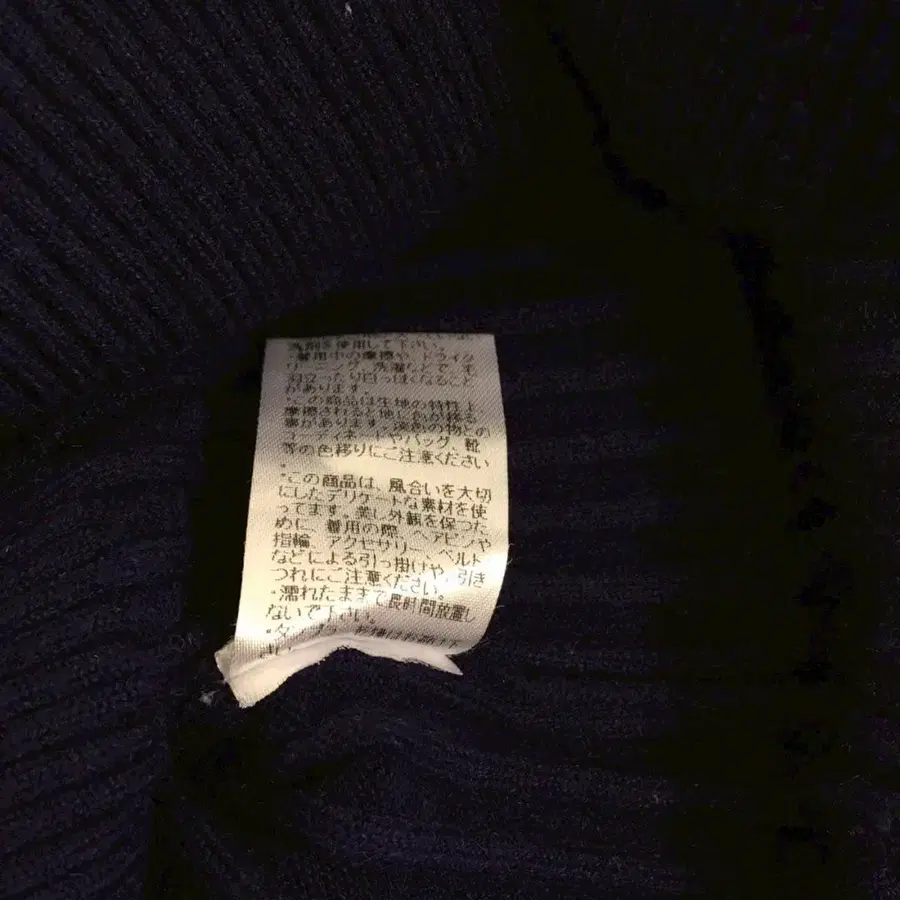 洗剤を使用して下さい。
・着用中の摩擦や、ドライク
リーニング、洗濯などで、毛
羽立ったり白っぽくなること
があります。
・この商品は生地の特性上、
摩擦されると地し色が移る
事があります。淡色の物との
コーディネートやバッグ、靴
等の色移りにご注意ください
。
・この商品は、風合いを大切
にしたデリケートな素材を使
ってます。美し外観を保つた
めに、着用の際、ヘアピンや
指輪、アクセサリー、ベルト
などによる引っ掛けや、引き
つれにご注意ください。
・濡れたままで長時間放置し
ないで下さい。